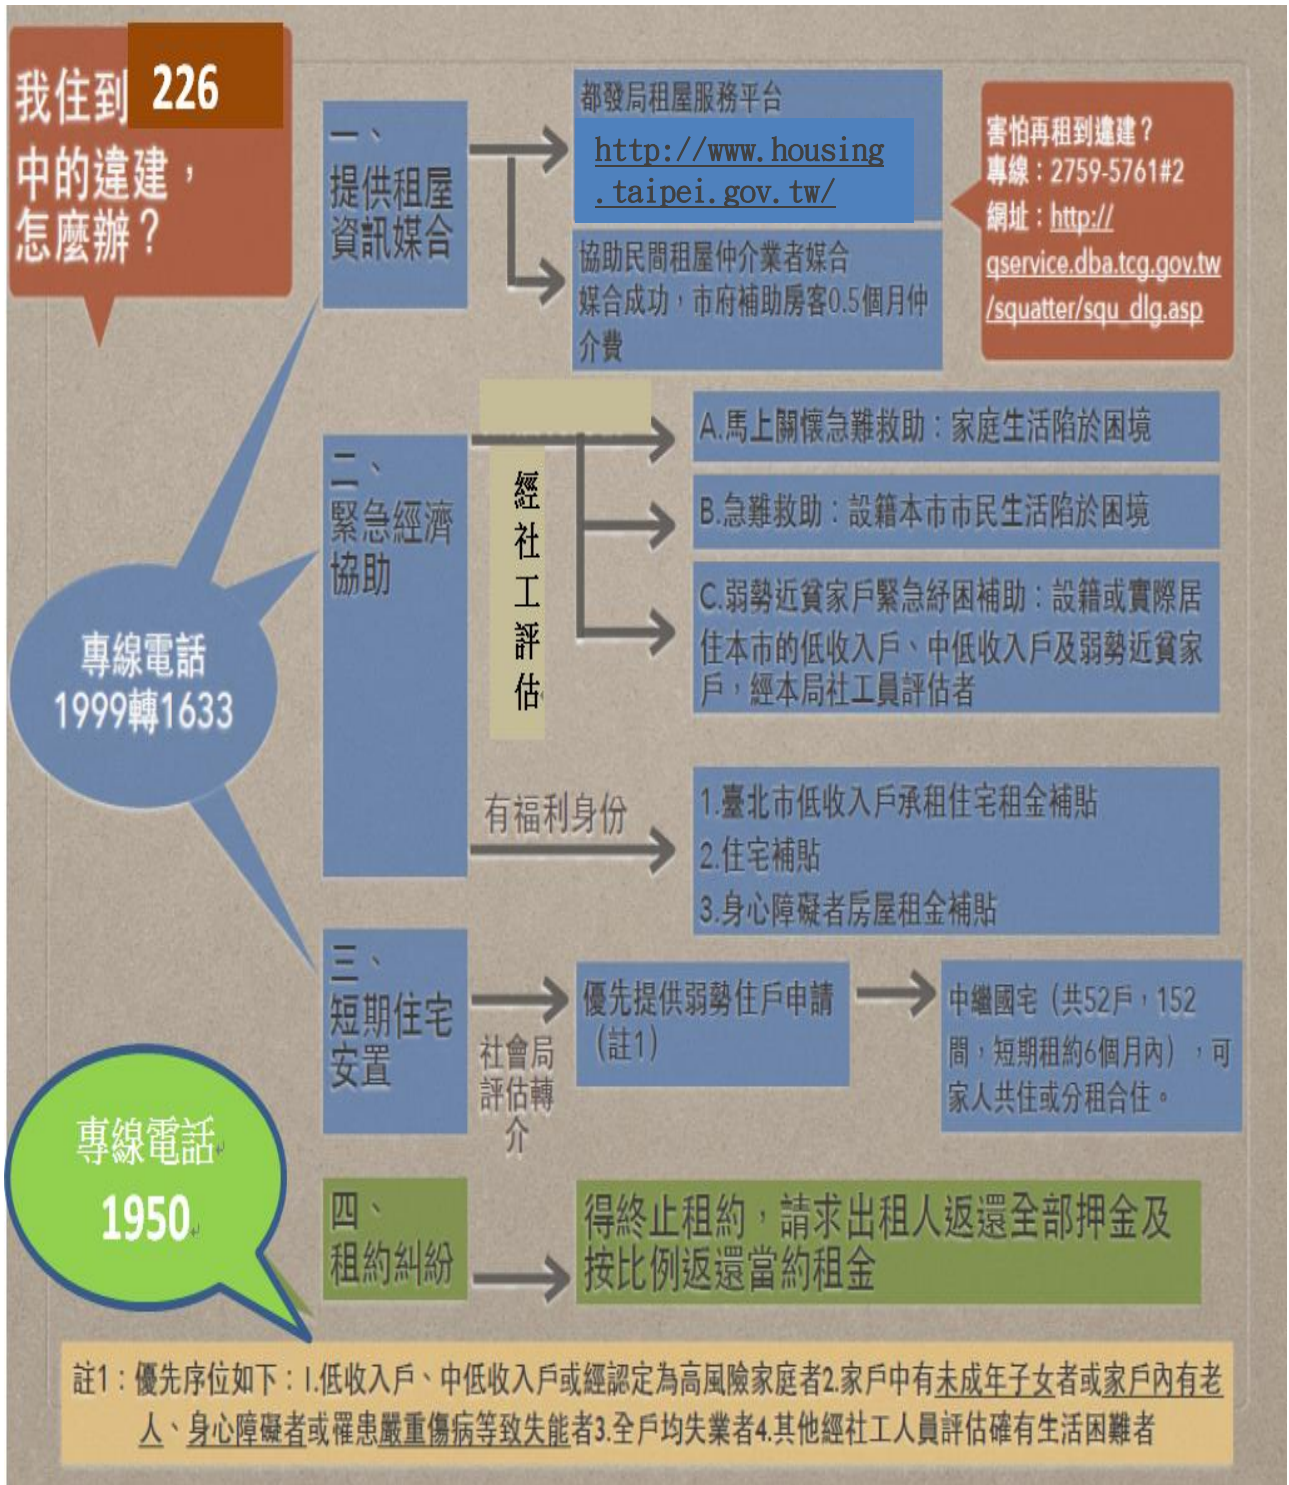 我住到 226
中的違建，
怎麼辦？
一、
提供租屋
資訊媒合
都發局租屋服務平台
http://www.housing
.taipei.gov.tw/
協助民間租屋仲介業者媒合
媒合成功，市府補助房客0.5個月仲
介費
害怕再租到違建？
專線：2759-5761#2
網址：http://
qservice.dba.tcg.gov.tw
/squatter/squ_dlg.asp
專線電話
1999轉1633
二、
緊急經濟
協助
經
社
工
評
估
A.馬上關懷急難救助：家庭生活陷於困境
B.急難救助：設籍本市市民生活陷於困境
C.弱勢近貧家戶緊急紓困補助：設籍或實際居
住本市的低收入戶、中低收入戶及弱勢近貧家
戶，經本局社工員評估者
有福利身份
1.臺北市低收入戶承租住宅租金補貼
2.住宅補貼
3.身心障礙者房屋租金補貼
三、
短期住宅
安置
社會局
評估轉
介
優先提供弱勢住戶申請
（註1）
中繼國宅（共52戶，152
間，短期租約6個月內），可
家人共住或分租合住。
專線電話
1950
四、
租約糾紛
得終止租約，請求出租人返還全部押金及
按比例返還當約租金
註1：優先序位如下：1.低收入戶、中低收入戶或經認定為高風險家庭者2.家戶中有未成年子女者或家戶內有老
人、身心障礙者或罹患嚴重傷病等致失能者3.全戶均失業者4.其他經社工人員評估確有生活困難者